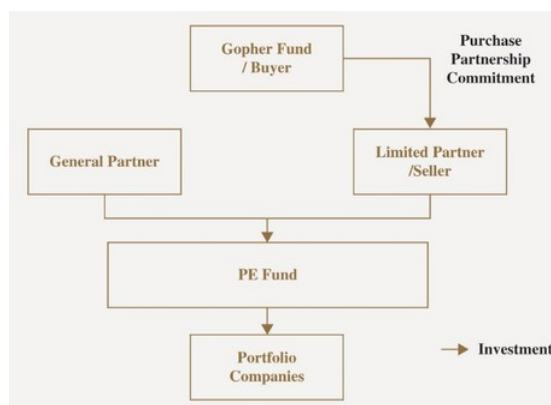 Gopher Fund
/ Buyer
Purchase
Partnership
Commitment
General Partner
Limited Partner
/Seller
PE Fund
Portfolio
Companies
Investment